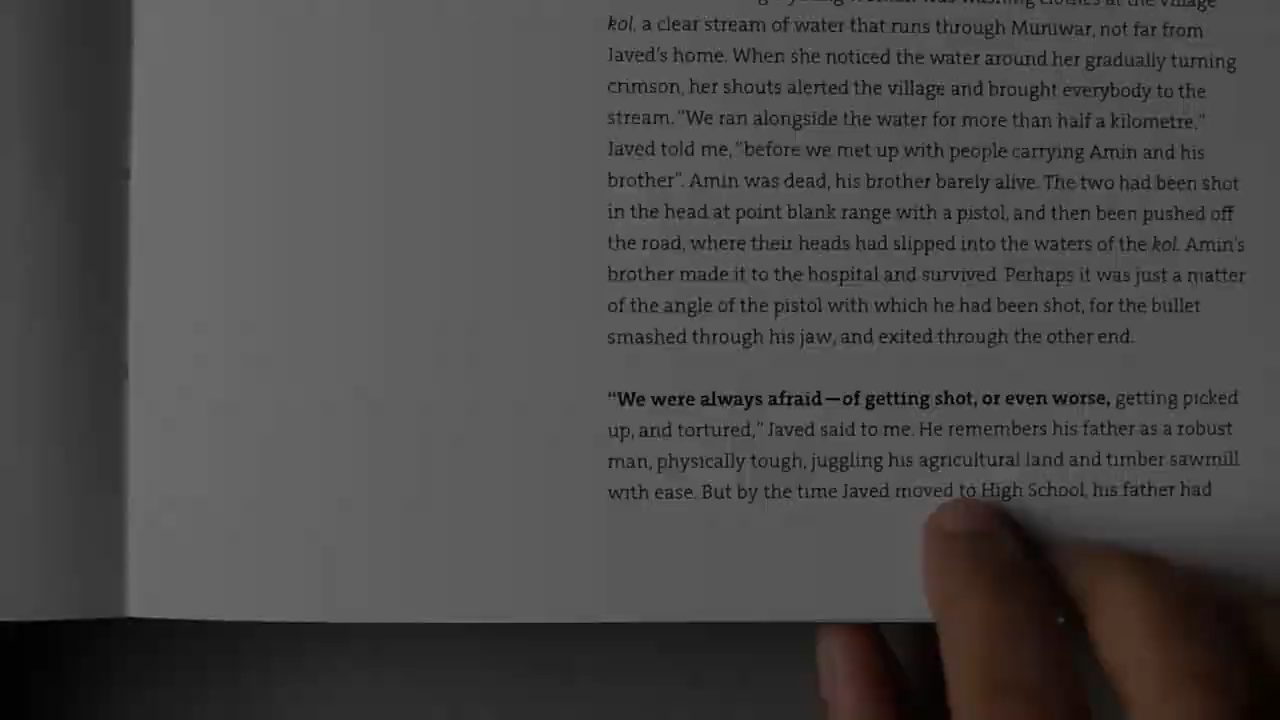 kol, a clear stream of water that runs through Muruwar, not far from
Javed's home. When she noticed the water around her gradually turning
crimson, her shouts alerted the village and brought everybody to the
stream. "We ran alongside the water for more than half a kilometre,"
Javed told me, "before we met up with people carrying Amin and his
brother". Amin was dead, his brother barely alive. The two had been shot
in the head at point blank range with a pistol, and then been pushed off
the road, where their heads had slipped into the waters of the kol. Amin's
brother made it to the hospital and survived. Perhaps it was just a matter
of the angle of the pistol with which he had been shot, for the bullet
smashed through his jaw, and exited through the other end.
"We were always afraid—of getting shot, or even worse, getting picked
up, and tortured," Javed said to me. He remembers his father as a robust
man, physically tough, juggling his agricultural land and timber sawmill
with ease. But by the time Javed moved to High School, his father had